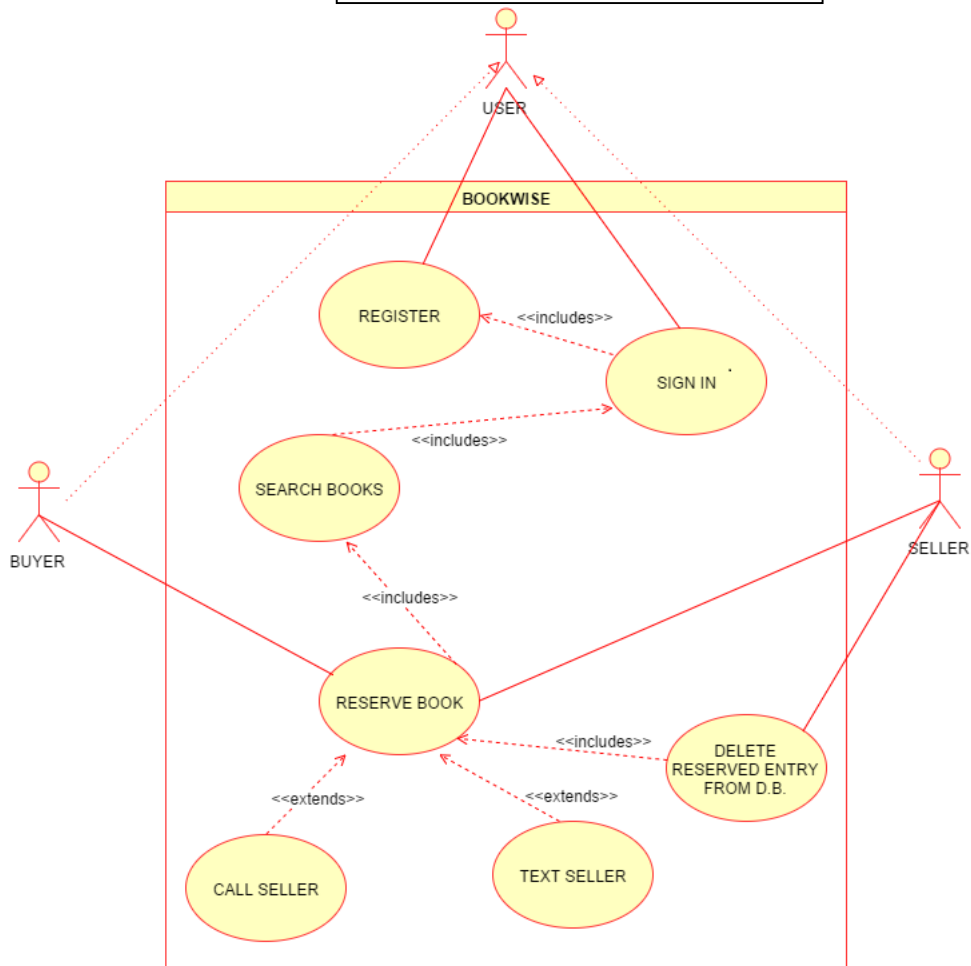 USER
BOOKWISE
REGISTER
<<includes>>
SIGN IN
<<includes>>
SEARCH BOOKS
BUYER
SELLER
<<includes>>
RESERVE BOOK
<<includes>>
DELETE
RESERVED ENTRY
FROM D.B.
<<extends>>
<<extends>>
CALL SELLER
TEXT SELLER